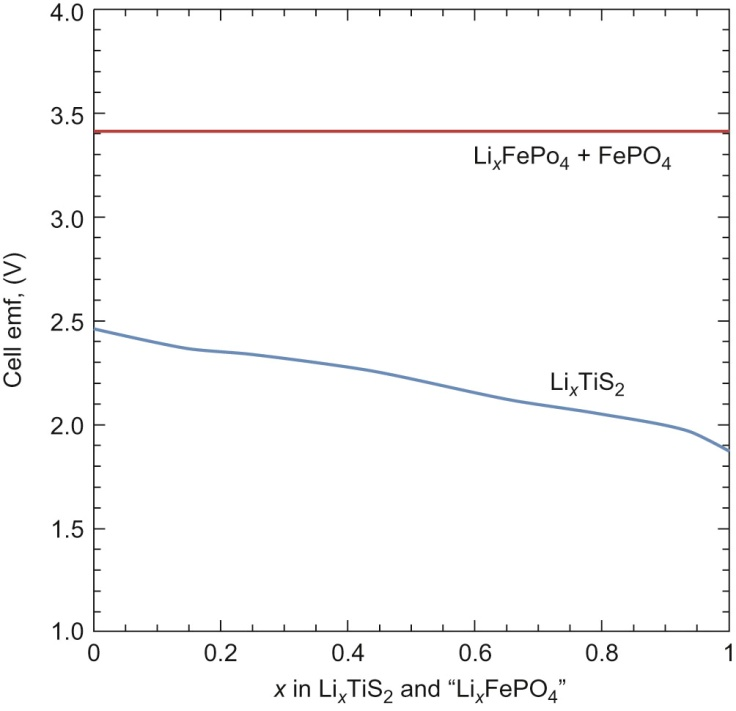 4.0
3.5
3.0
2.5
2.0
1.5
1.0
Cell emf, (V)
LiₓFePo₄ + FePO₄
LiₓTiS₂
0 0.2 0.4 0.6 0.8 1
x in LiₓTiS₂ and “LiₓFePO₄”